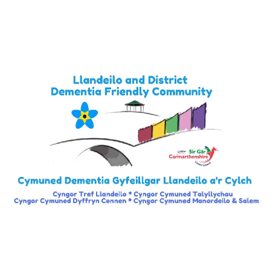 Llandeilo and District
Dementia Friendly Community
Sir Gâr
Carmarthenshire
Cymuned Dementia Gyfeillgar Llandeilo a'r Cylch
Cyngor Tref Llandeilo * Cyngor Cymuned Talyllychau
Cyngor Cymuned Dyffryn Cennen * Cyngor Cymuned Manordeilo & Salem